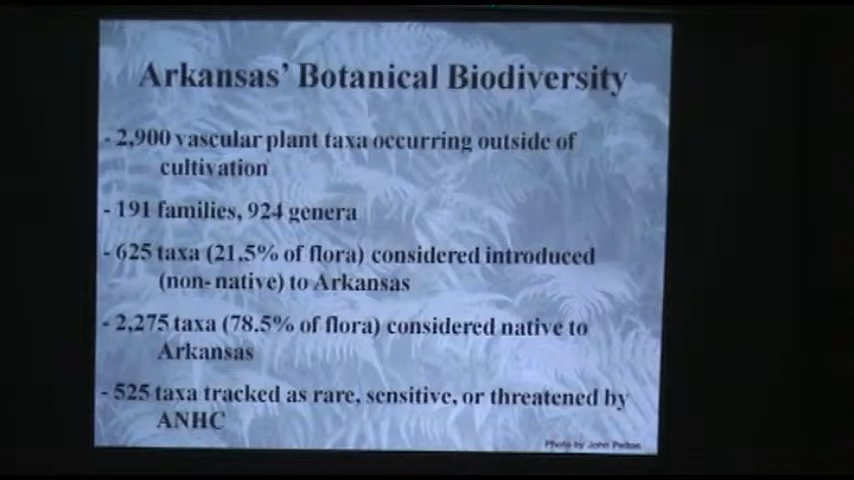 Arkansas' Botanical Biodiversity
- 2,900 vascular plant taxa occurring outside of
cultivation
- 191 families, 924 genera
- 625 taxa (21.5% of flora) considered introduced
(non-native) to Arkansas
- 2,275 taxa (78.5% of flora) considered native to
Arkansas
- 525 taxa tracked as rare, sensitive, or threatened by
ANHC
Photo by John